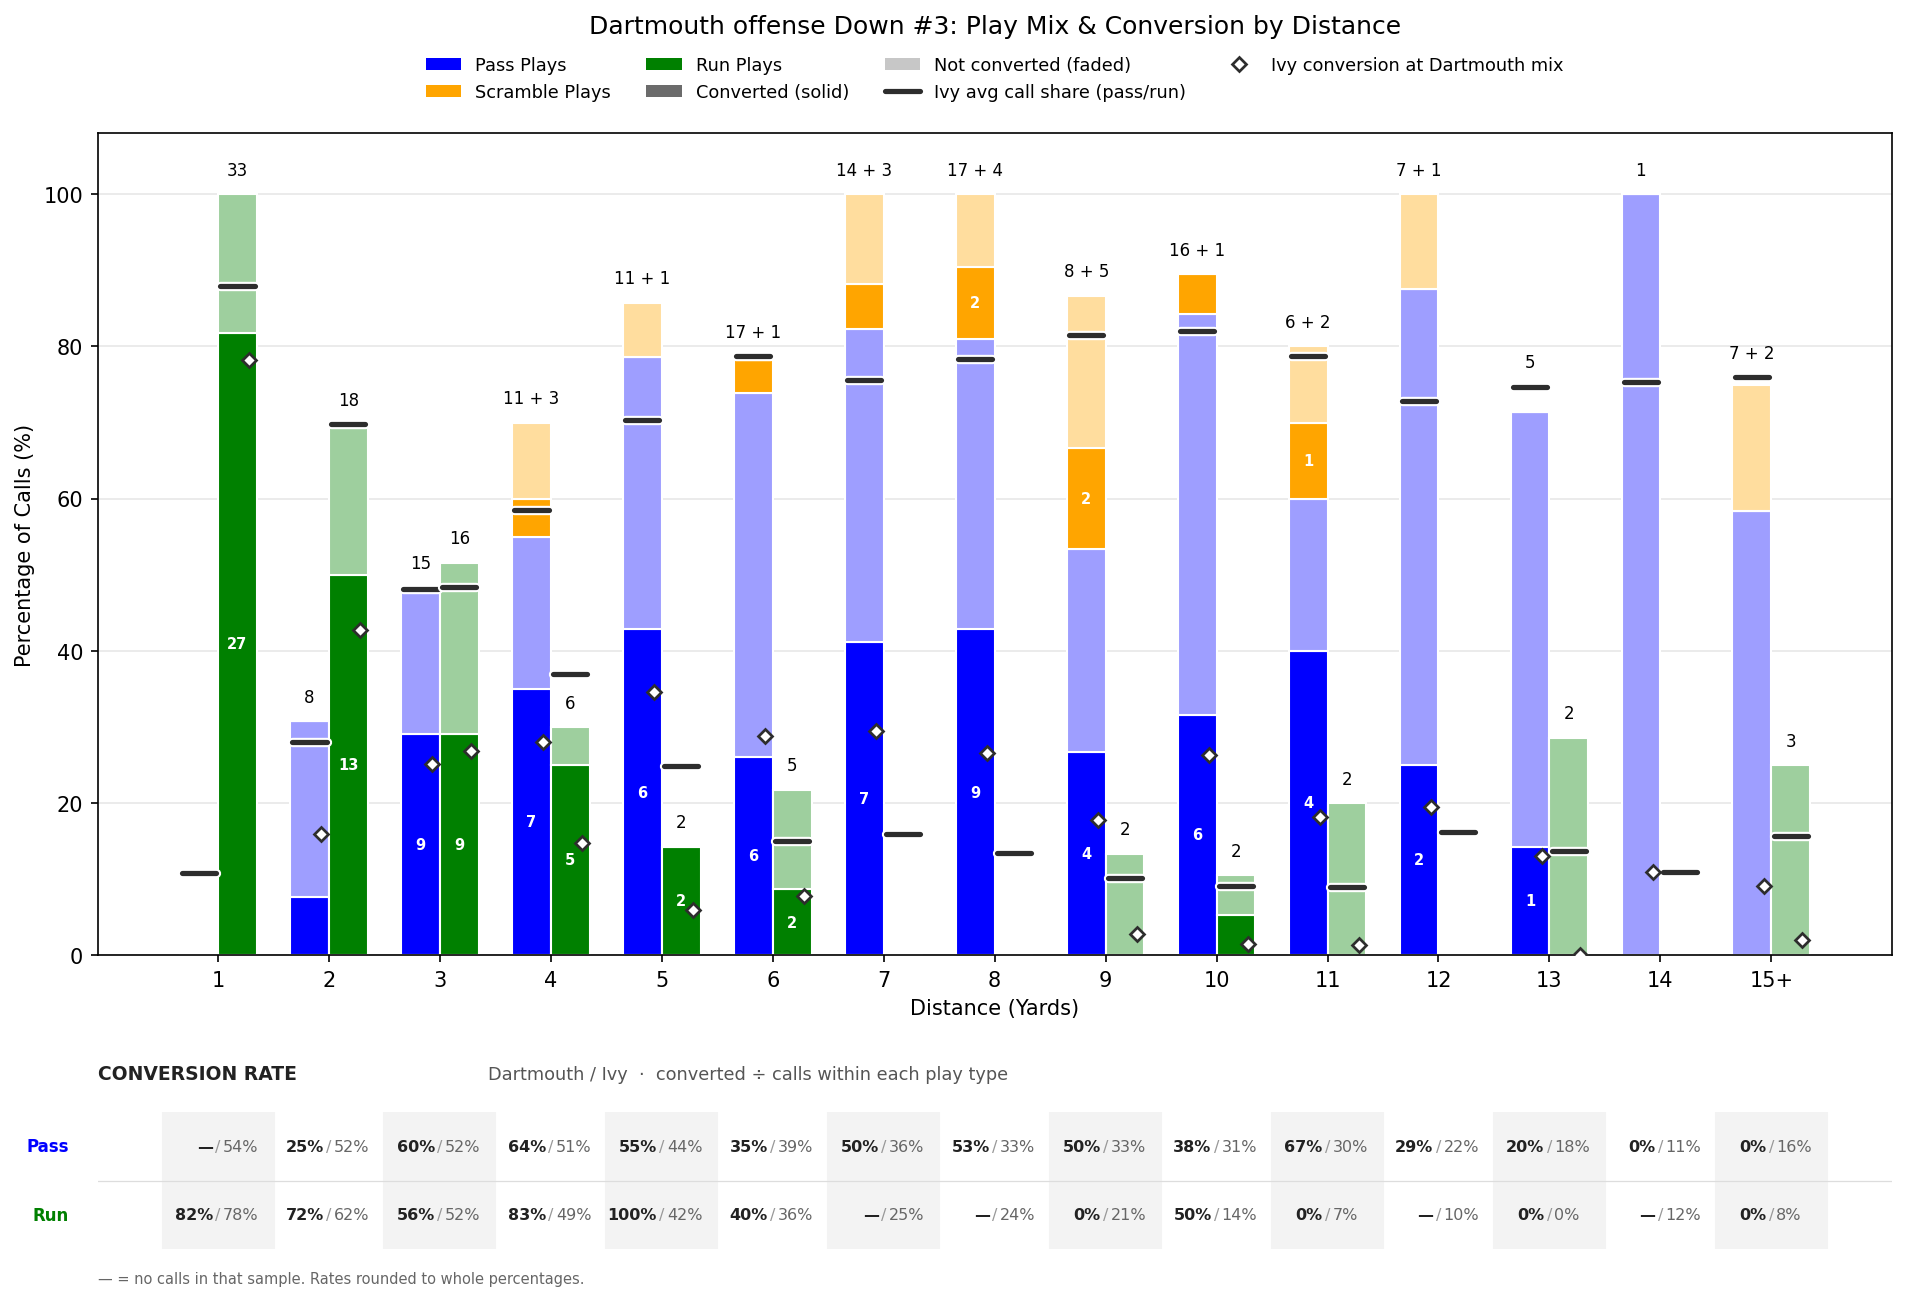 Dartmouth offense Down #3: Play Mix & Conversion by Distance
Pass Plays Run Plays Not converted (faded) Ivy conversion at Dartmouth mix
Scramble Plays Converted (solid) Ivy avg call share (pass/run)
33 14 + 3 17 + 4 7 + 1 1
100
16 + 1
11 + 1 8 + 5
17 + 1 6 + 2
80
7 + 2
5
18 11 + 3
2 1
60
2
16
15
40
27
8 6 2
13 5 2 3
20
7 6 7 9 6 4
2 2 2
9 9 5 6 4 2
2 2 1
0
1 2 3 4 5 6 7 8 9 10 11 12 13 14 15+
Percentage of Calls (%)
Distance (Yards)
CONVERSION RATE Dartmouth / Ivy · converted ÷ calls within each play type
Pass —/54% 25%/52% 60%/52% 64%/51% 55%/44% 35%/39% 50%/36% 53%/33% 50%/33% 38%/31% 67%/30% 29%/22% 20%/18% 0%/11% 0%/16%
Run 82%/78% 72%/62% 56%/52% 83%/49% 100%/42% 40%/36% —/25% —/24% 0%/21% 50%/14% 0%/7% —/10% 0%/0% —/12% 0%/8%
— = no calls in that sample. Rates rounded to whole percentages.